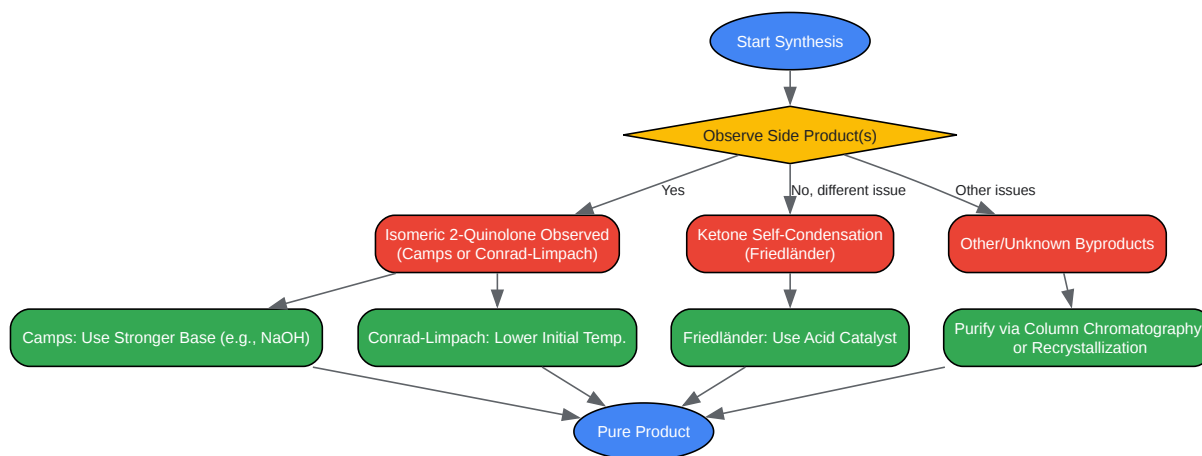 Start Synthesis
Observe Side Product(s)
Yes
No, different issue
Other issues
Isomeric 2-Quinolone Observed
(Camps or Conrad-Limpach)
Ketone Self-Condensation
(Friedländer)
Other/Unknown Byproducts
Camps: Use Stronger Base (e.g., NaOH)
Conrad-Limpach: Lower Initial Temp.
Friedländer: Use Acid Catalyst
Purify via Column Chromatography
or Recrystallization
Pure Product